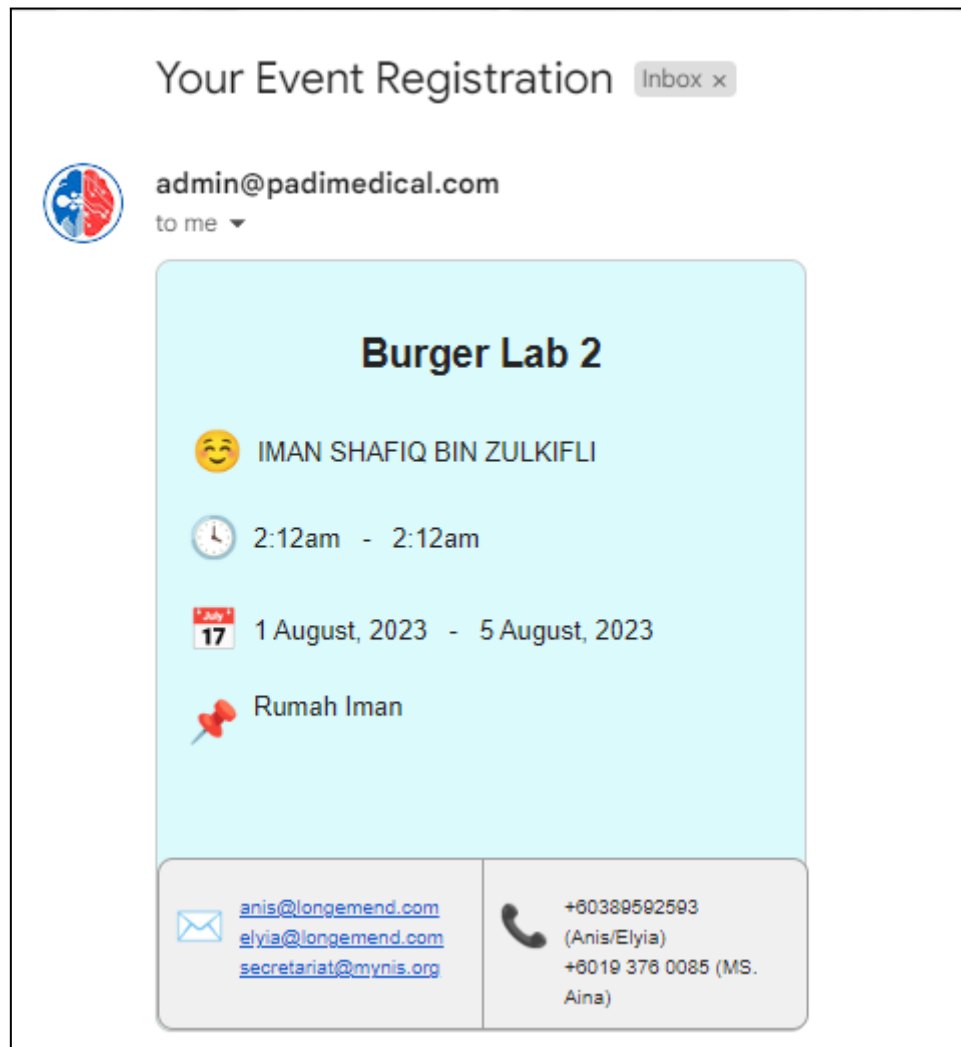 Your Event Registration Inbox ×
admin@padimedical.com
to me
Burger Lab 2
IMAN SHAFIQ BIN ZULKIFLI
2:12am - 2:12am
July
17
1 August, 2023 - 5 August, 2023
Rumah Iman
anis@longemend.com
elyia@longemend.com
secretariat@mynis.org
+60389592593
(Anis/Elyia)
+6019 376 0085 (MS.
Aina)